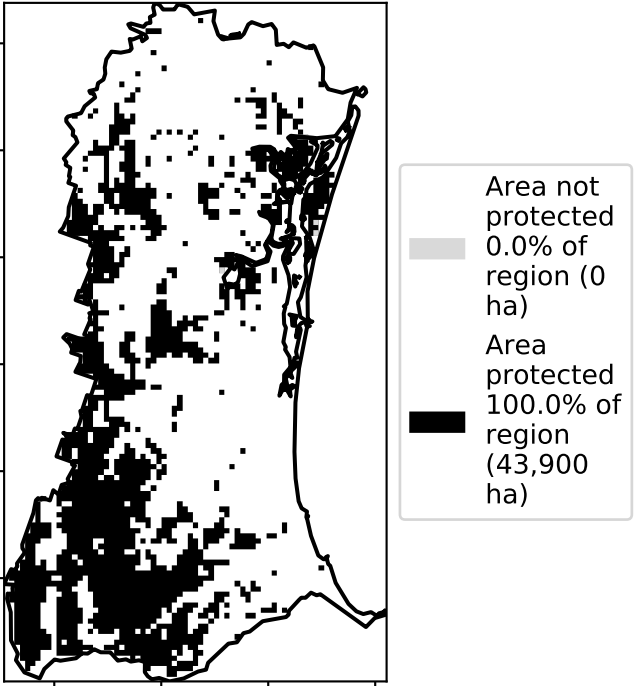 Area not
protected
0.0% of
region (0
ha)
Area
protected
100.0% of
region
(43,900
ha)